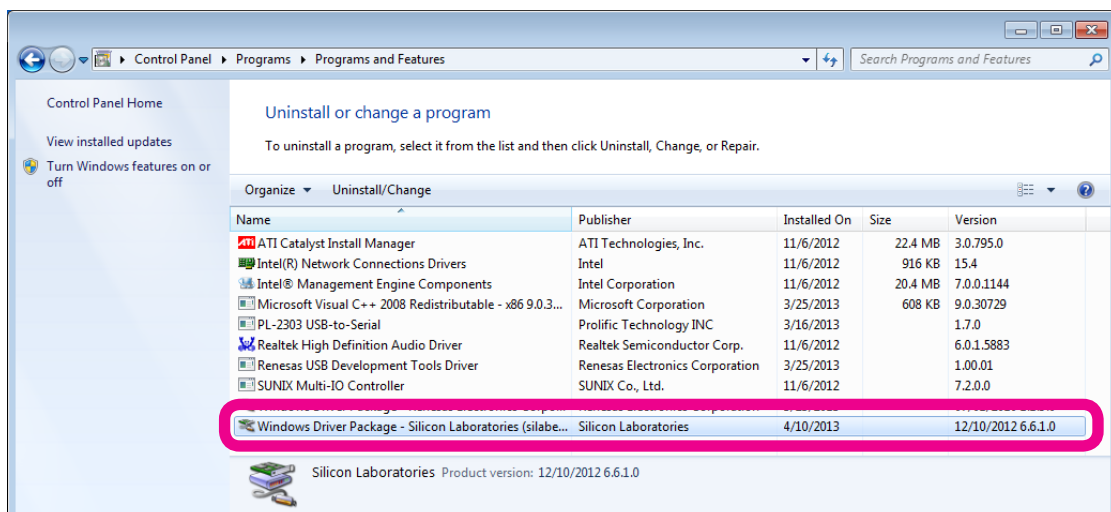 Control Panel Programs Programs and Features Search Programs and Features
Control Panel Home
View installed updates
Turn Windows features on or off
Uninstall or change a program
To uninstall a program, select it from the list and then click Uninstall, Change, or Repair.
Organize Uninstall/Change
Name Publisher Installed On Size Version
ATI ATI Catalyst Install Manager ATI Technologies, Inc. 11/6/2012 22.4 MB 3.0.795.0
Intel(R) Network Connections Drivers Intel 11/6/2012 916 KB 15.4
Intel® Management Engine Components Intel Corporation 11/6/2012 20.4 MB 7.0.0.1144
Microsoft Visual C++ 2008 Redistributable - x86 9.0.3... Microsoft Corporation 3/25/2013 608 KB 9.0.30729
PL-2303 USB-to-Serial Prolific Technology INC 3/16/2013 1.7.0
Realtek High Definition Audio Driver Realtek Semiconductor Corp. 11/6/2012 6.0.1.5883
Renesas USB Development Tools Driver Renesas Electronics Corporation 3/25/2013 1.00.01
SUNIX Multi-IO Controller SUNIX Co., Ltd. 11/6/2012 7.2.0.0
Windows Driver Package - Silicon Laboratories (silabe... Silicon Laboratories 4/10/2013 12/10/2012 6.6.1.0
Silicon Laboratories Product version: 12/10/2012 6.6.1.0